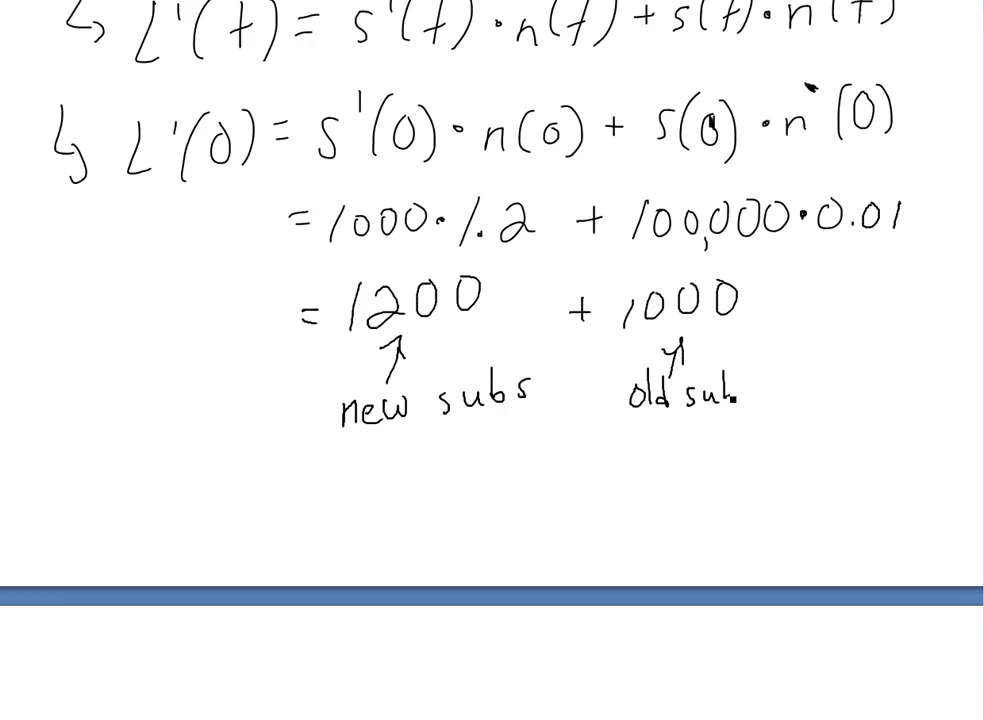 ↳ L'(t) = s'(t) · n(t) + s(t) · n'(t)
↳ L'(0) = s'(0) · n(0) + s(0) · n'(0)
= 1000 · 1.2 + 100,000 · 0.01
= 1200 + 1000
new subs old sub